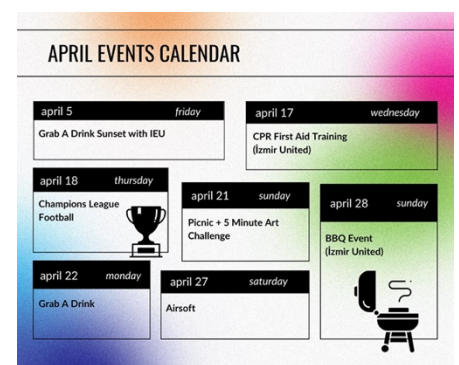 APRIL EVENTS CALENDAR
april 5 friday
Grab A Drink Sunset with IEU
april 17 wednesday
CPR First Aid Training
(İzmir United)
april 18 thursday
Champions League
Football
april 21 sunday
Picnic + 5 Minute Art
Challenge
april 28 sunday
BBQ Event
(İzmir United)
april 22 monday
Grab A Drink
april 27 saturday
Airsoft